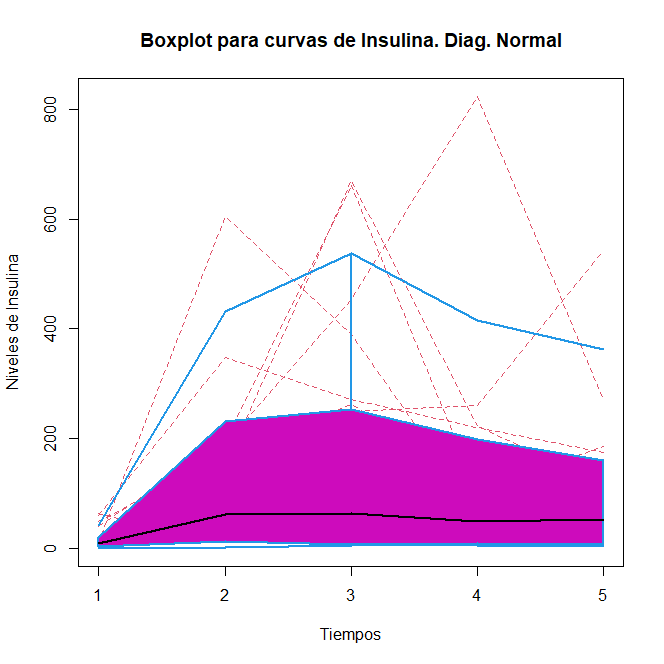 Boxplot para curvas de Insulina. Diag. Normal
Niveles de Insulina
800
600
400
200
0
1 2 3 4 5
Tiempos